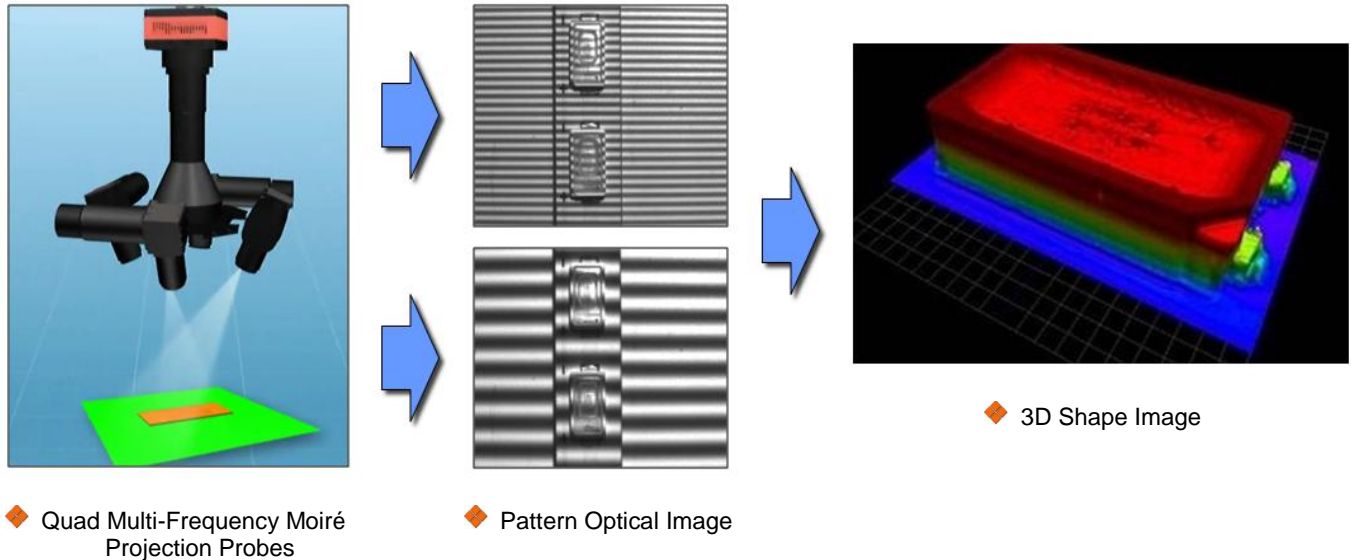 Quad Multi-Frequency Moiré
Projection Probes
Pattern Optical Image
3D Shape Image